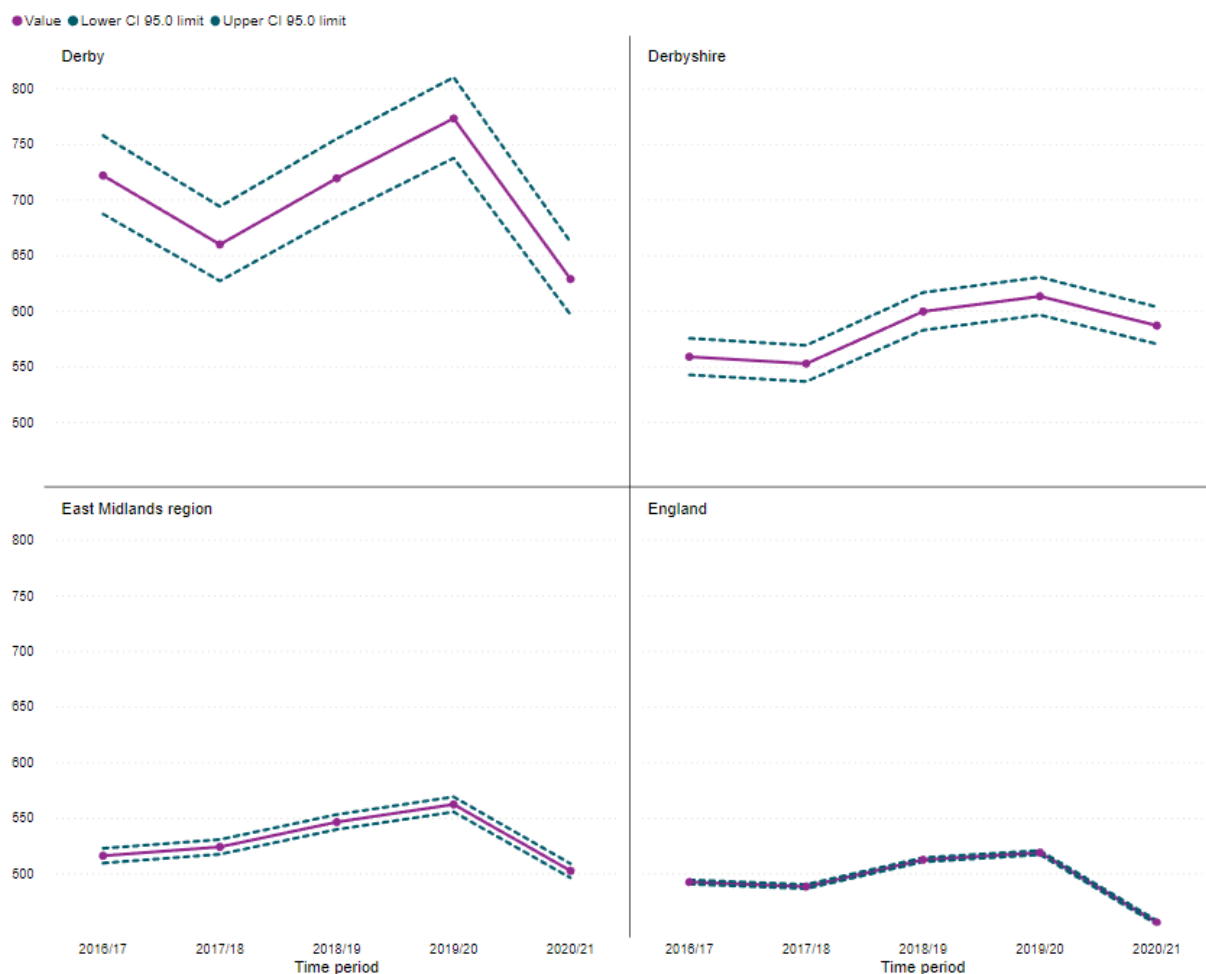 Value Lower CI 95.0 limit Upper CI 95.0 limit
Derby
Derbyshire
800
750
700
650
600
550
500
East Midlands region
England
800
750
700
650
600
550
500
2016/17 2017/18 2018/19 2019/20 2020/21
Time period
2016/17 2017/18 2018/19 2019/20 2020/21
Time period